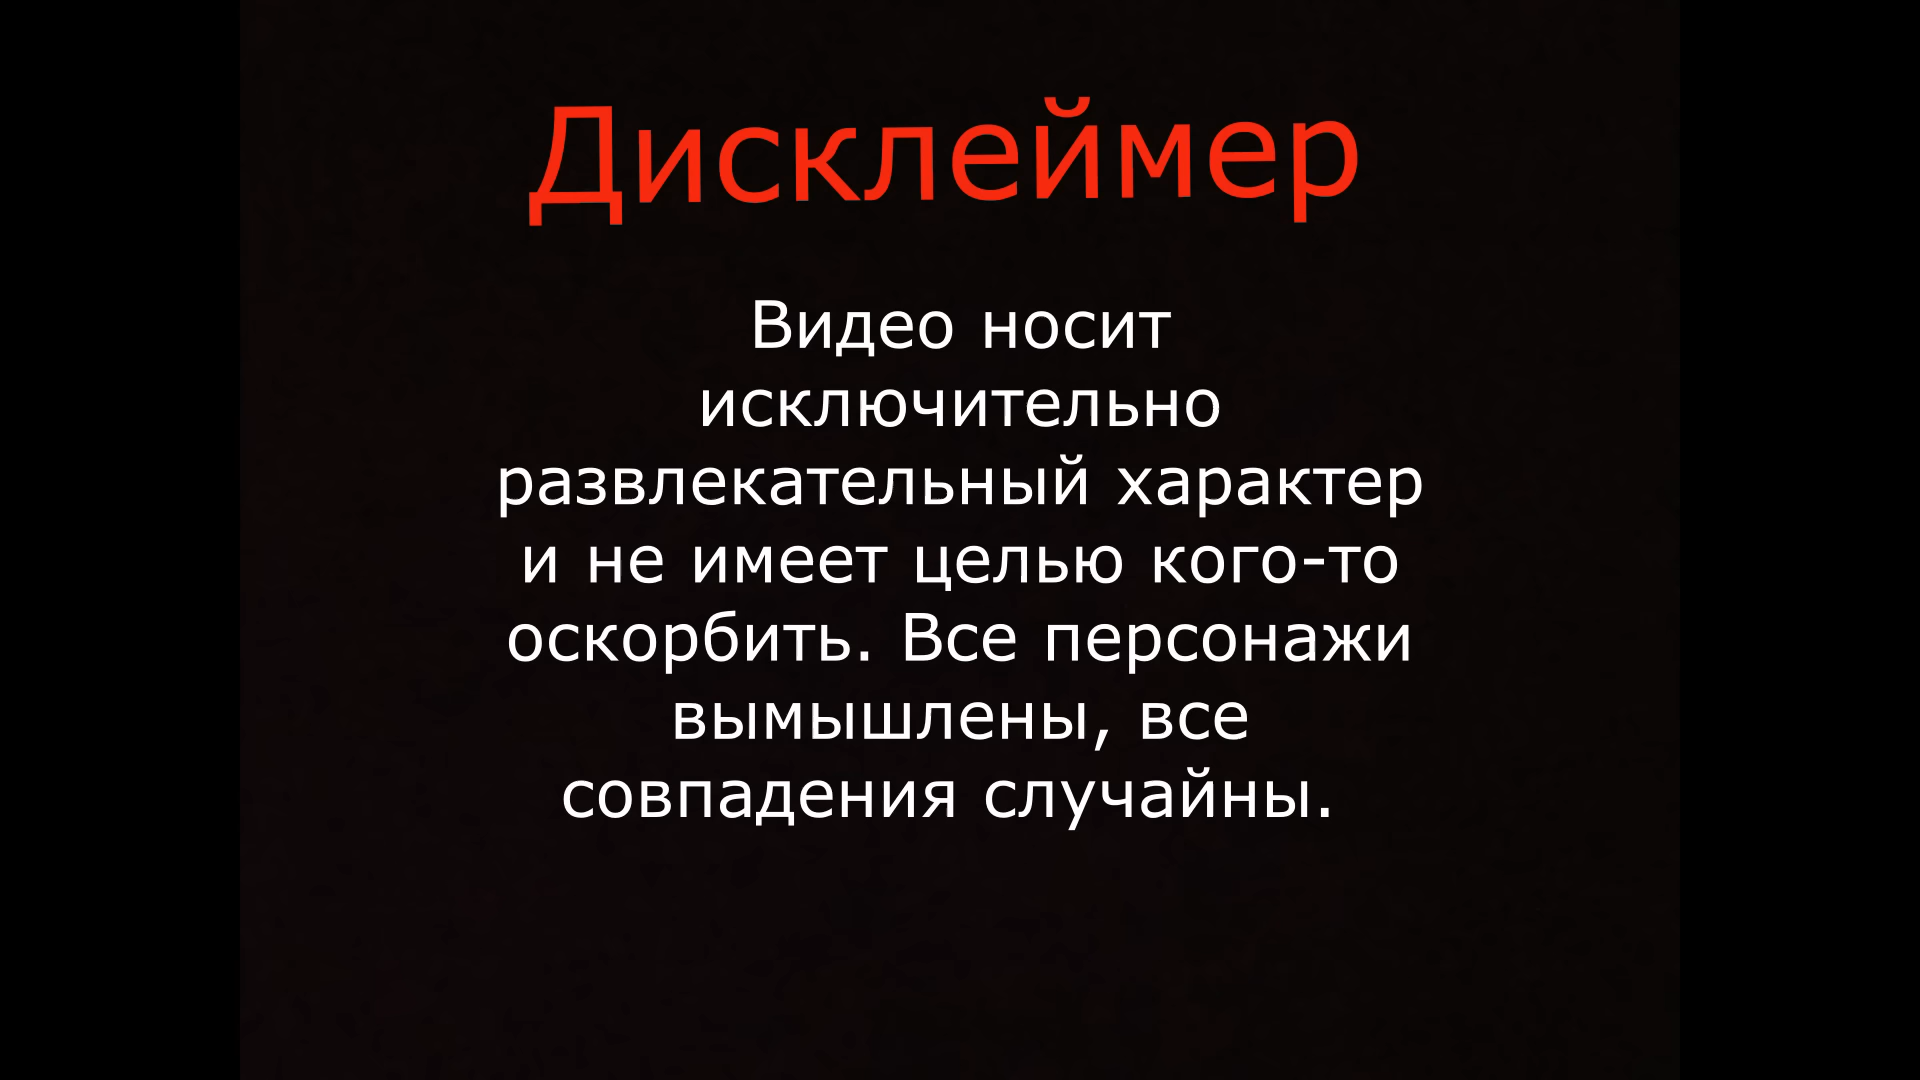 Дисклеймер
Видео носит
исключительно
развлекательный характер
и не имеет целью кого-то
оскорбить. Все персонажи
вымышлены, все
совпадения случайны.